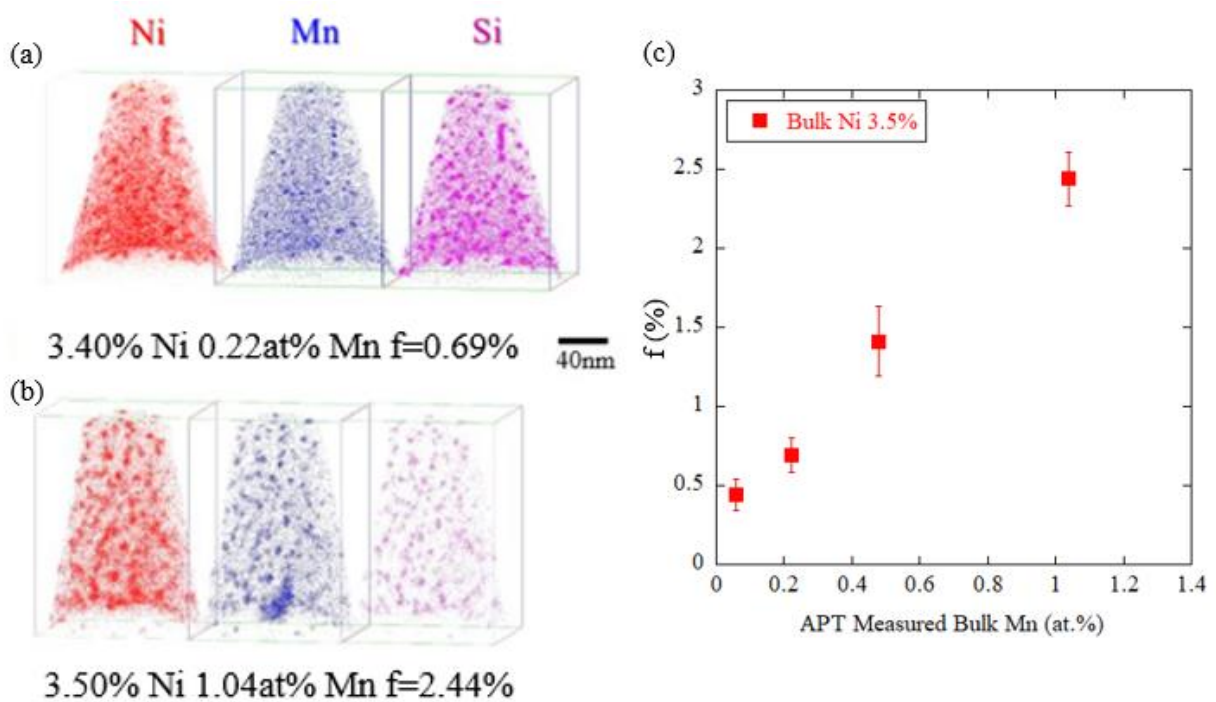 (a)
Ni Mn Si
3.40% Ni 0.22at% Mn f=0.69%
40nm
(b)
3.50% Ni 1.04at% Mn f=2.44%
(c)
3
2.5
2
1.5
1
0.5
0
f (%)
Bulk Ni 3.5%
0 0.2 0.4 0.6 0.8 1 1.2 1.4
APT Measured Bulk Mn (at.%)